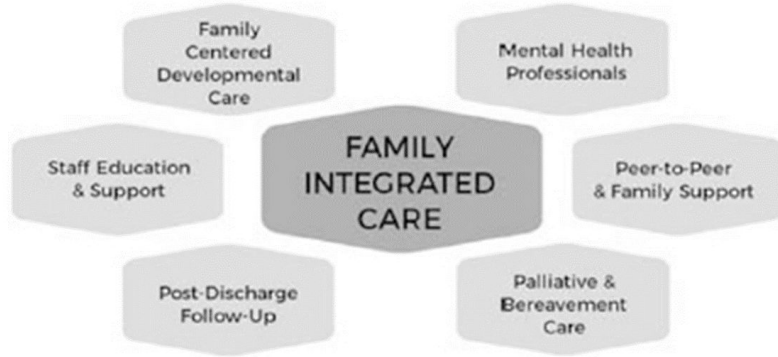 Family
Centered
Developmental
Care
Mental Health
Professionals
Staff Education
& Support
FAMILY
INTEGRATED
CARE
Peer-to-Peer
& Family Support
Post-Discharge
Follow-Up
Palliative &
Bereavement
Care